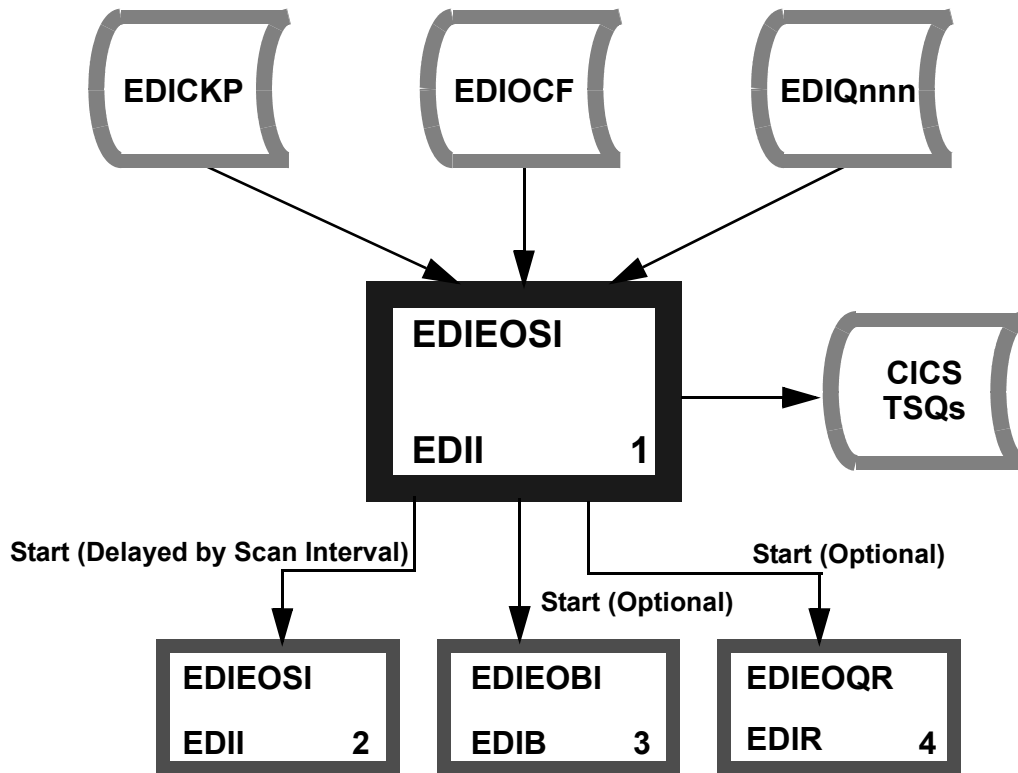 EDICKP
EDIOCF
EDIQnnn
EDIEOSI
EDII 1
CICS
TSQs
Start (Delayed by Scan Interval)
Start (Optional)
Start (Optional)
EDIEOSI
EDII 2
EDIEOBI
EDIB 3
EDIEOQR
EDIR 4